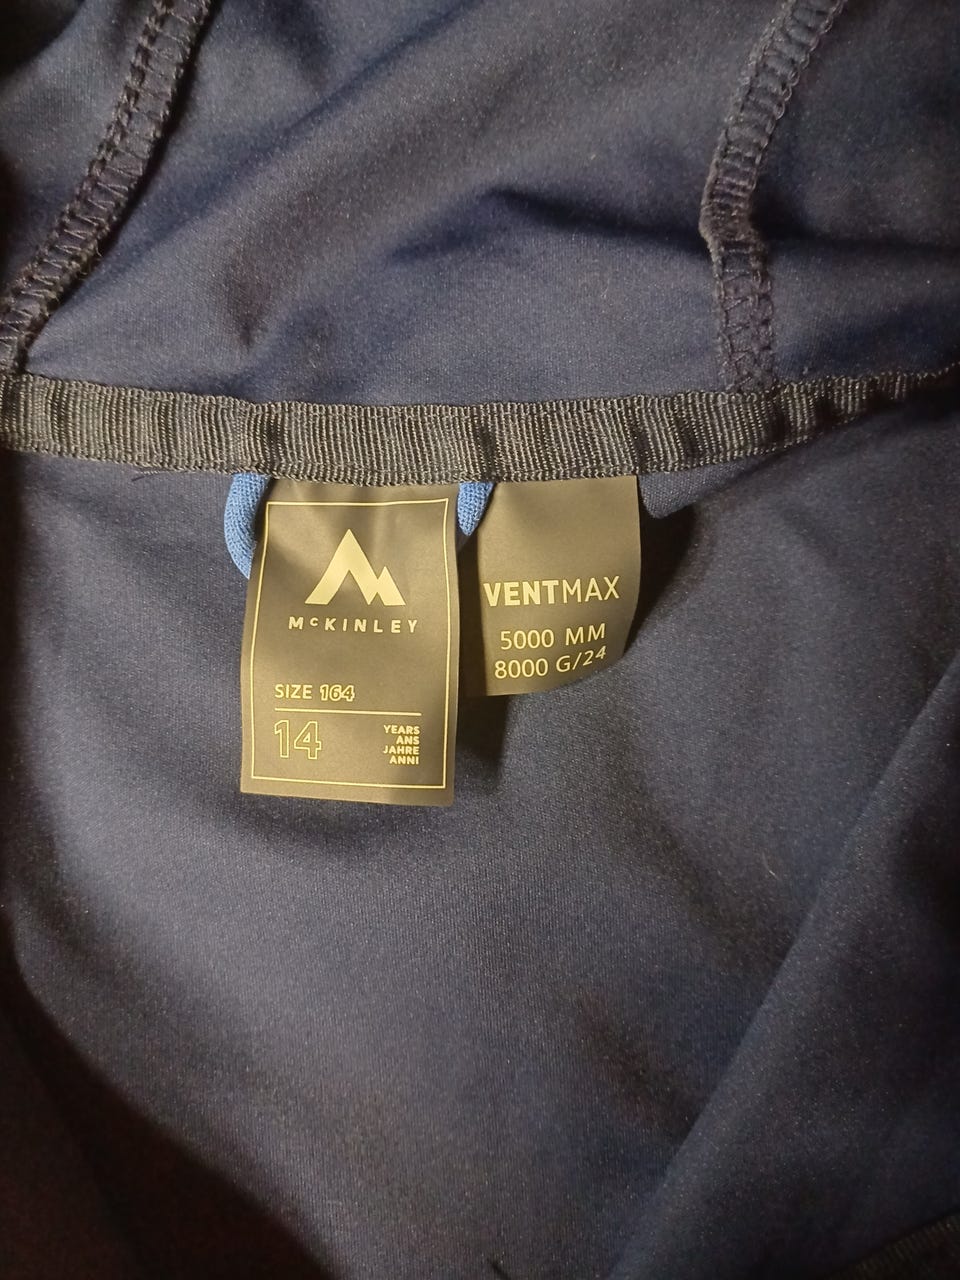 McKINLEY
SIZE 164
14
YEARS
ANS
JAHRE
ANNI
VENTMAX
5000 MM
8000 G/24